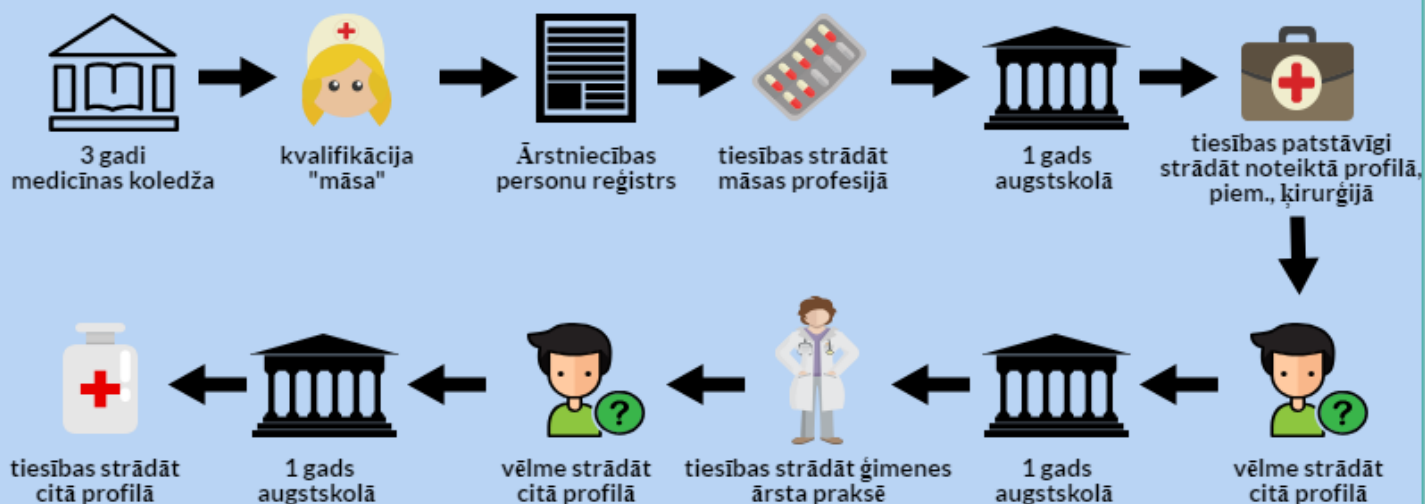 3 gadi
medicīnas koledža
kvalifikācija
"māsa"
Ārstniecības
personu reģistrs
tiesības strādāt
māsas profesijā
1 gads
augstskolā
tiesības patstāvīgi
strādāt noteiktā profilā,
piem., ķirurģijā
vēlme strādāt
citā profilā
1 gads
augstskolā
tiesības strādāt ģimenes
ārsta praksē
vēlme strādāt
citā profilā
1 gads
augstskolā
tiesības strādāt
citā profilā